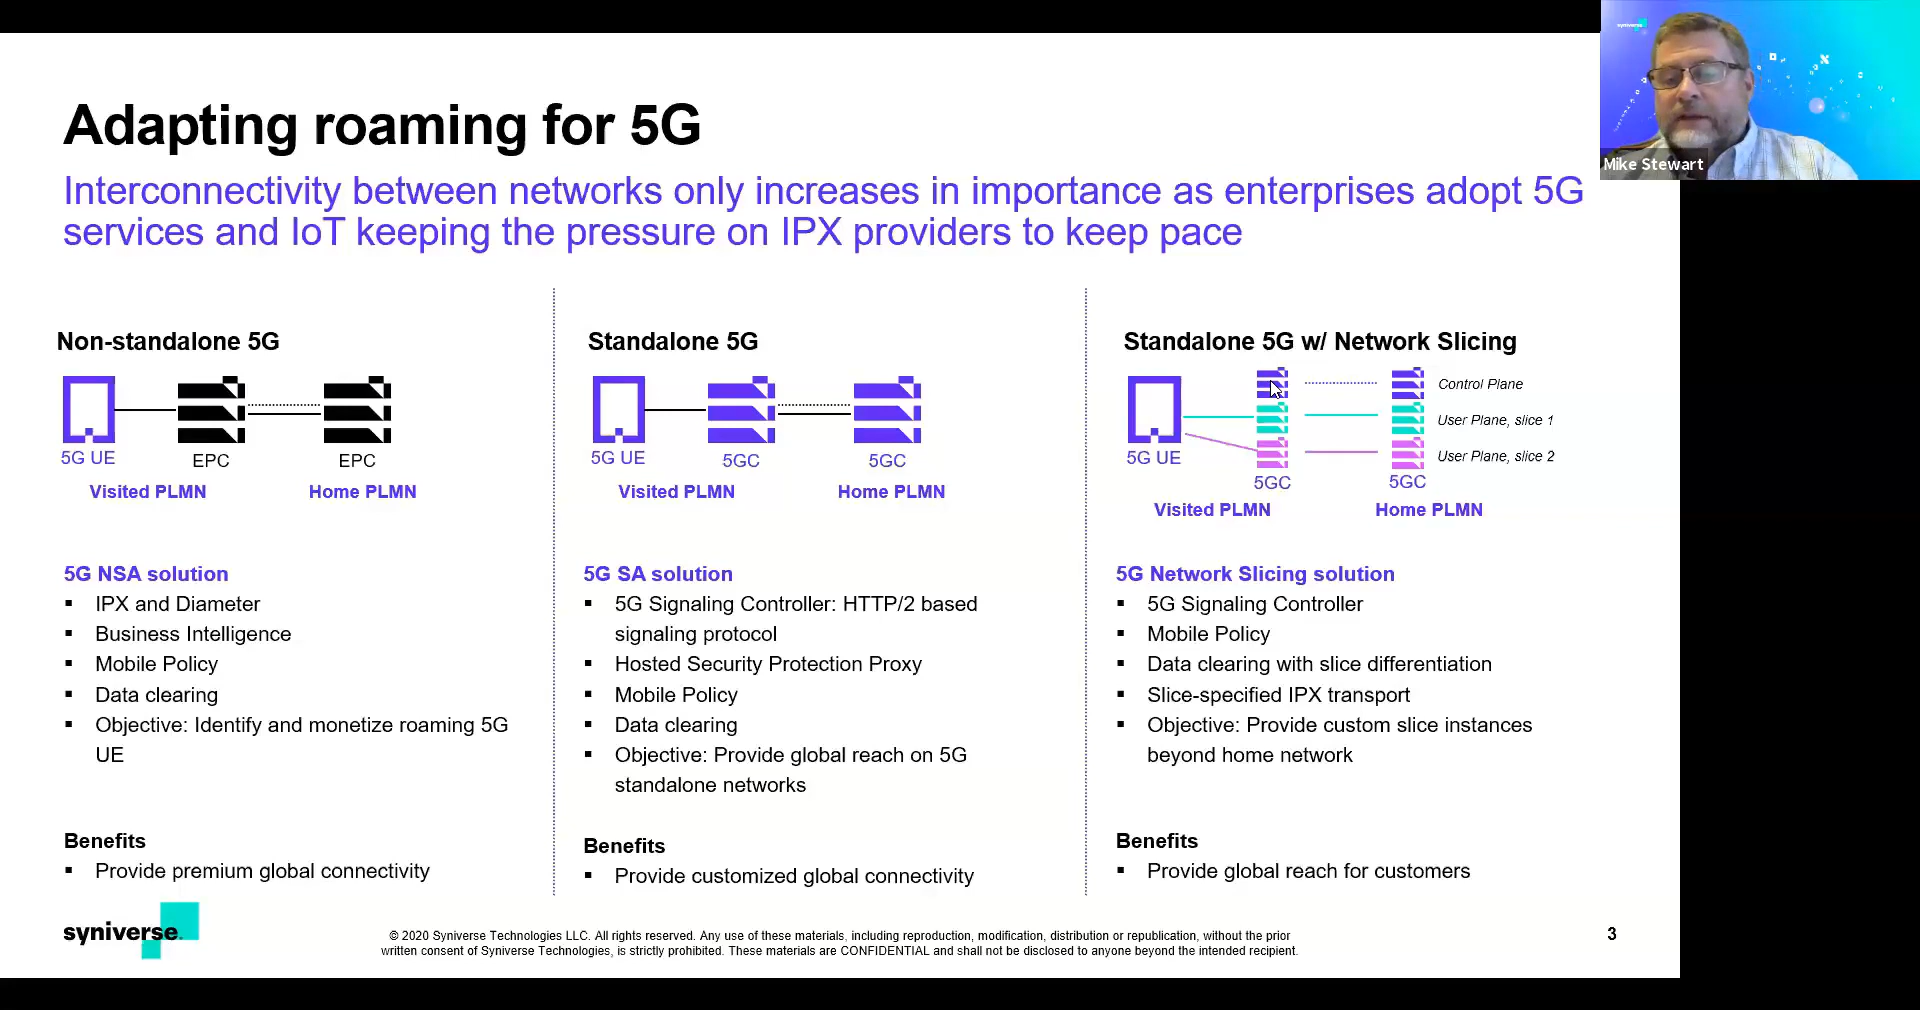 syniverse
Mike Stewart
Adapting roaming for 5G
Interconnectivity between networks only increases in importance as enterprises adopt 5G
services and IoT keeping the pressure on IPX providers to keep pace
Non-standalone 5G
5G UE
EPC
EPC
Visited PLMN
Home PLMN
5G NSA solution
▪ IPX and Diameter
▪ Business Intelligence
▪ Mobile Policy
▪ Data clearing
▪ Objective: Identify and monetize roaming 5G
UE
Benefits
▪ Provide premium global connectivity
Standalone 5G
5G UE
5GC
5GC
Visited PLMN
Home PLMN
5G SA solution
▪ 5G Signaling Controller: HTTP/2 based
signaling protocol
▪ Hosted Security Protection Proxy
▪ Mobile Policy
▪ Data clearing
▪ Objective: Provide global reach on 5G
standalone networks
Benefits
▪ Provide customized global connectivity
Standalone 5G w/ Network Slicing
Control Plane
User Plane, slice 1
User Plane, slice 2
5G UE
5GC
5GC
Visited PLMN
Home PLMN
5G Network Slicing solution
▪ 5G Signaling Controller
▪ Mobile Policy
▪ Data clearing with slice differentiation
▪ Slice-specified IPX transport
▪ Objective: Provide custom slice instances
beyond home network
Benefits
▪ Provide global reach for customers
syniverse.
© 2020 Syniverse Technologies LLC. All rights reserved. Any use of these materials, including reproduction, modification, distribution or republication, without the prior
written consent of Syniverse Technologies, is strictly prohibited. These materials are CONFIDENTIAL and shall not be disclosed to anyone beyond the intended recipient.
3